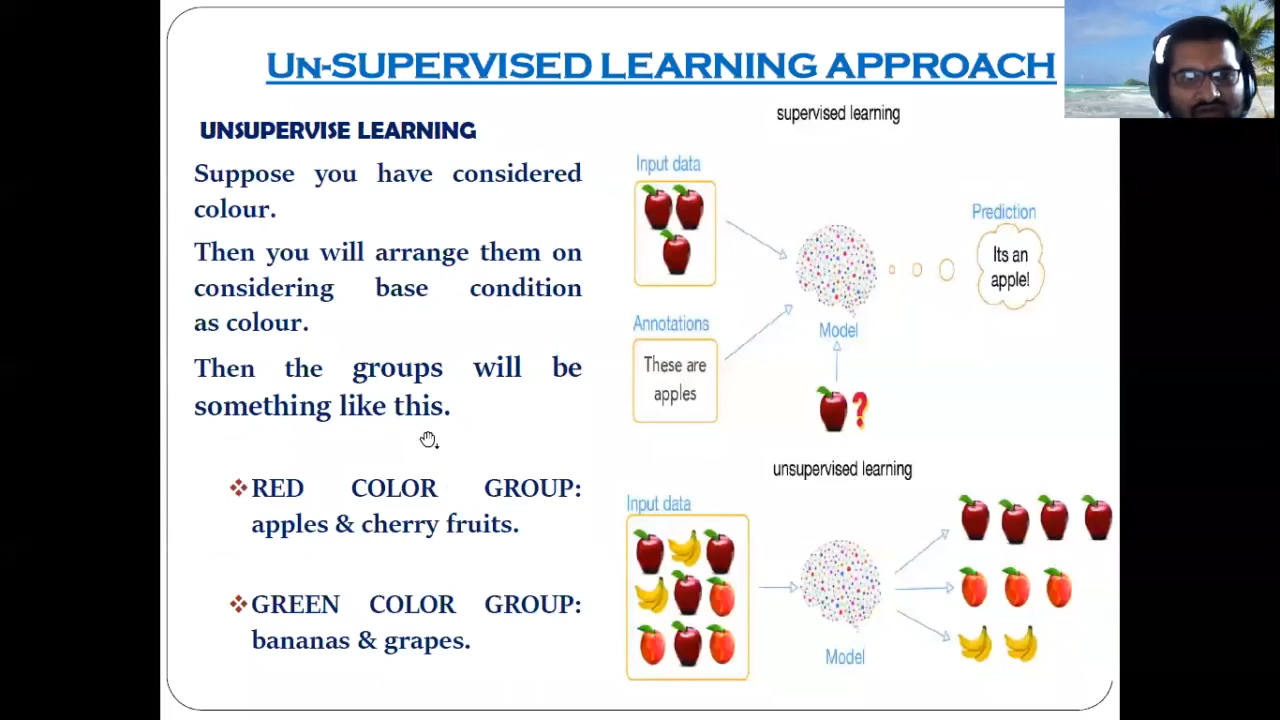 Un-SUPERVISED LEARNING APPROACH
UNSUPERVISE LEARNING
Suppose you have considered
colour.
Then you will arrange them on
considering base condition
as colour.
Then the groups will be
something like this.
❖RED COLOR GROUP:
apples & cherry fruits.
❖GREEN COLOR GROUP:
bananas & grapes.
supervised learning
Input data
Prediction
Its an
apple!
Annotations
These are
apples
Model
?
unsupervised learning
Input data
Model